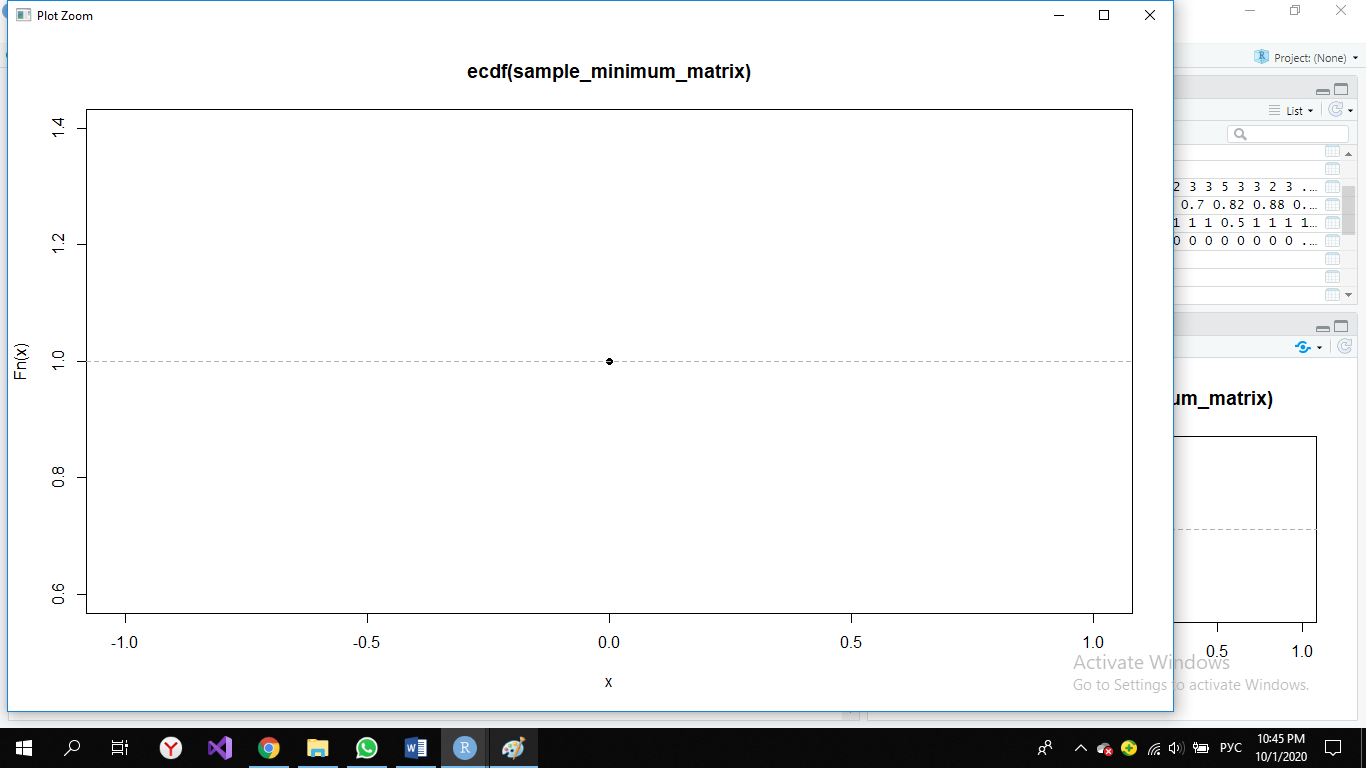 Plot Zoom
Project: (None)
ecdf(sample_minimum_matrix)
List
2 3 3 5 3 3 2 3 ...
0.7 0.82 0.88 0...
1 1 1 0.5 1 1 1 1...
0 0 0 0 0 0 0 0 ...
1.4
1.2
1.0
0.8
0.6
Fn(x)
-1.0 -0.5 0.0 0.5 1.0
x
um_matrix)
0.5 1.0
Activate Windows
Go to Settings to activate Windows.
РУС
10:45 PM
10/1/2020